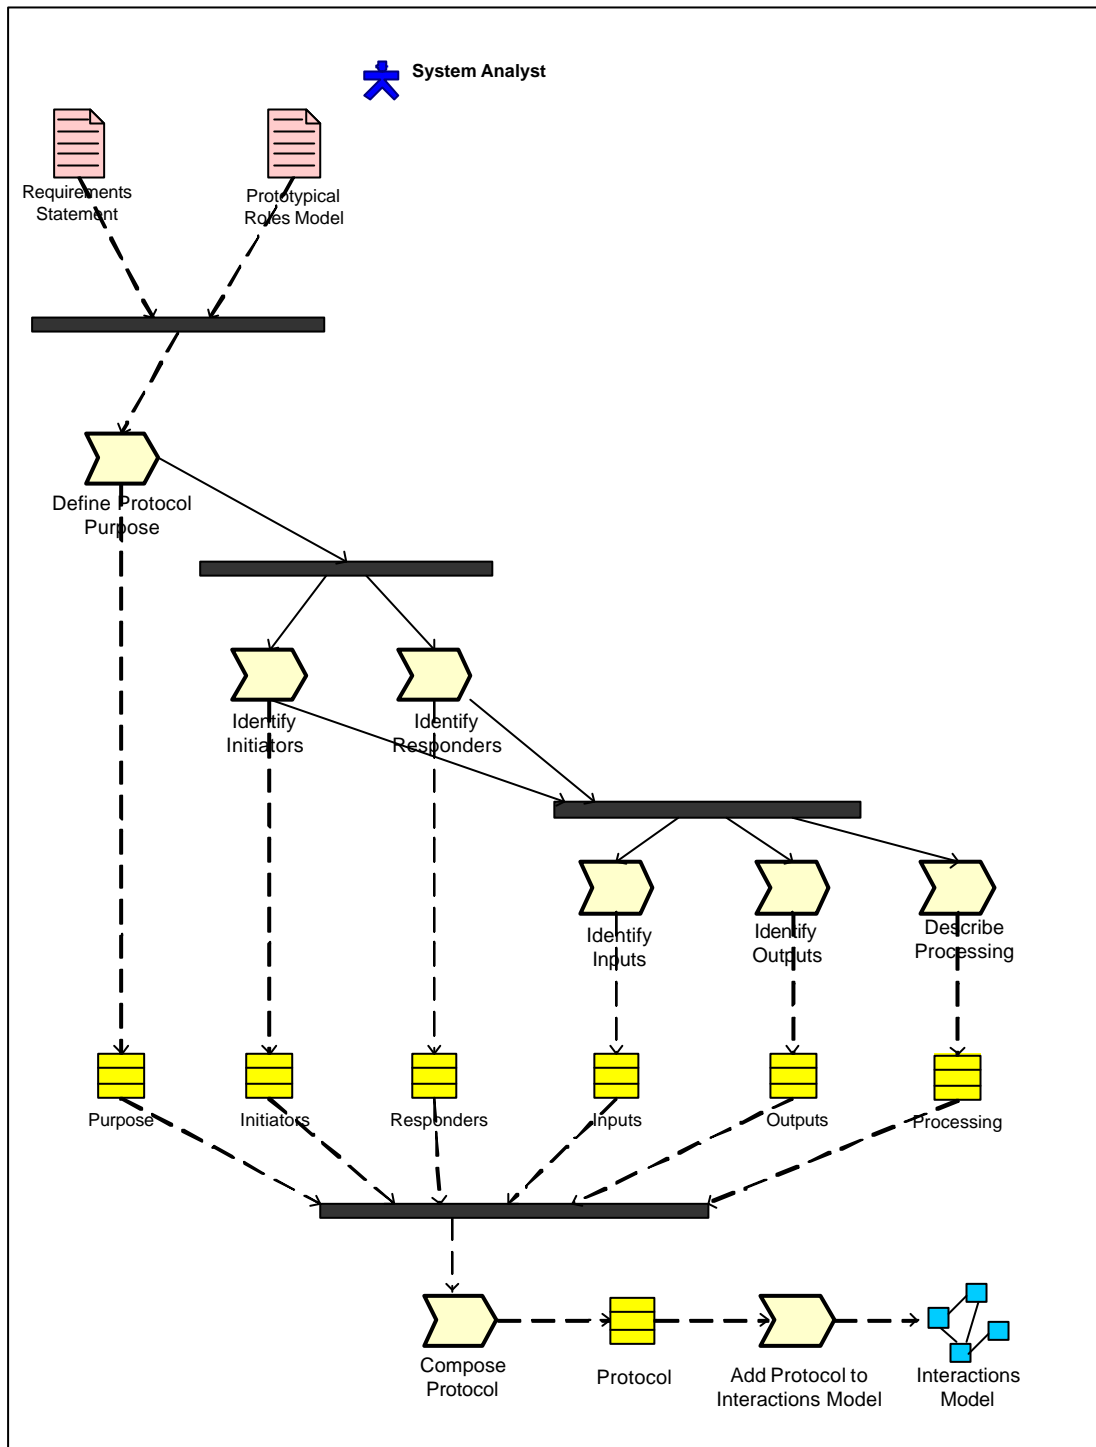 System Analyst
Requirements
Statement
Prototypical
Roles Model
Define Protocol
Purpose
Identify
Initiators
Identify
Responders
Identify
Inputs
Identify
Outputs
Describe
Processing
Purpose
Initiators
Responders
Inputs
Outputs
Processing
Compose
Protocol
Protocol
Add Protocol to
Interactions Model
Interactions
Model